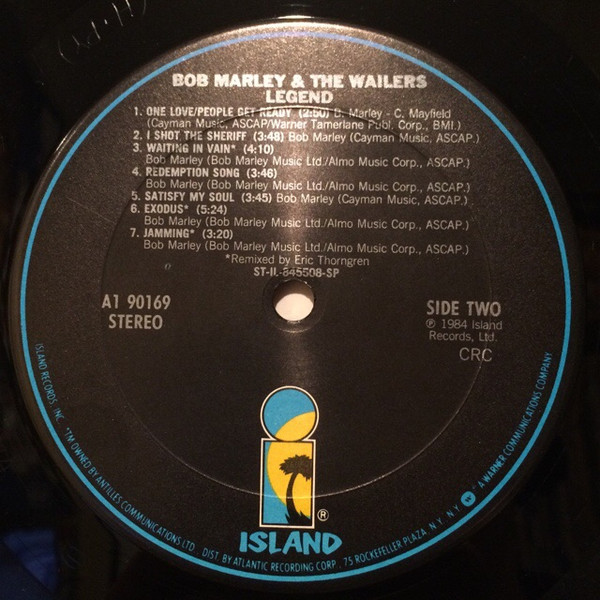 BOB MARLEY & THE WAILERS
LEGEND
1. ONE LOVE/PEOPLE GET READY (2:50) B. Marley - C. Mayfield
(Cayman Music, ASCAP/Warner Tamerlane Publ. Corp., BMI.)
2. I SHOT THE SHERIFF (3:48) Bob Marley (Cayman Music, ASCAP.)
3. WAITING IN VAIN* (4:10)
Bob Marley (Bob Marley Music Ltd./Almo Music Corp., ASCAP.)
4. REDEMPTION SONG (3:46)
Bob Marley (Bob Marley Music Ltd./Almo Music Corp., ASCAP.)
5. SATISFY MY SOUL (3:45) Bob Marley (Cayman Music, ASCAP.)
6. EXODUS* (5:24)
Bob Marley (Bob Marley Music Ltd./Almo Music Corp., ASCAP.)
7. JAMMING* (3:20)
Bob Marley (Bob Marley Music Ltd./Almo Music Corp., ASCAP.)
*Remixed by Eric Thorngren
ST-IL-845508-SP
A1 90169
STEREO
SIDE TWO
℗ 1984 Island
Records, Ltd.
CRC
®
ISLAND
ISLAND RECORDS, INC. *TM OWNED BY ANTILLES COMMUNICATIONS LTD. DIST. BY ATLANTIC RECORDING CORP., 75 ROCKEFELLER PLAZA, N.Y., N.Y. A WARNER COMMUNICATIONS COMPANY